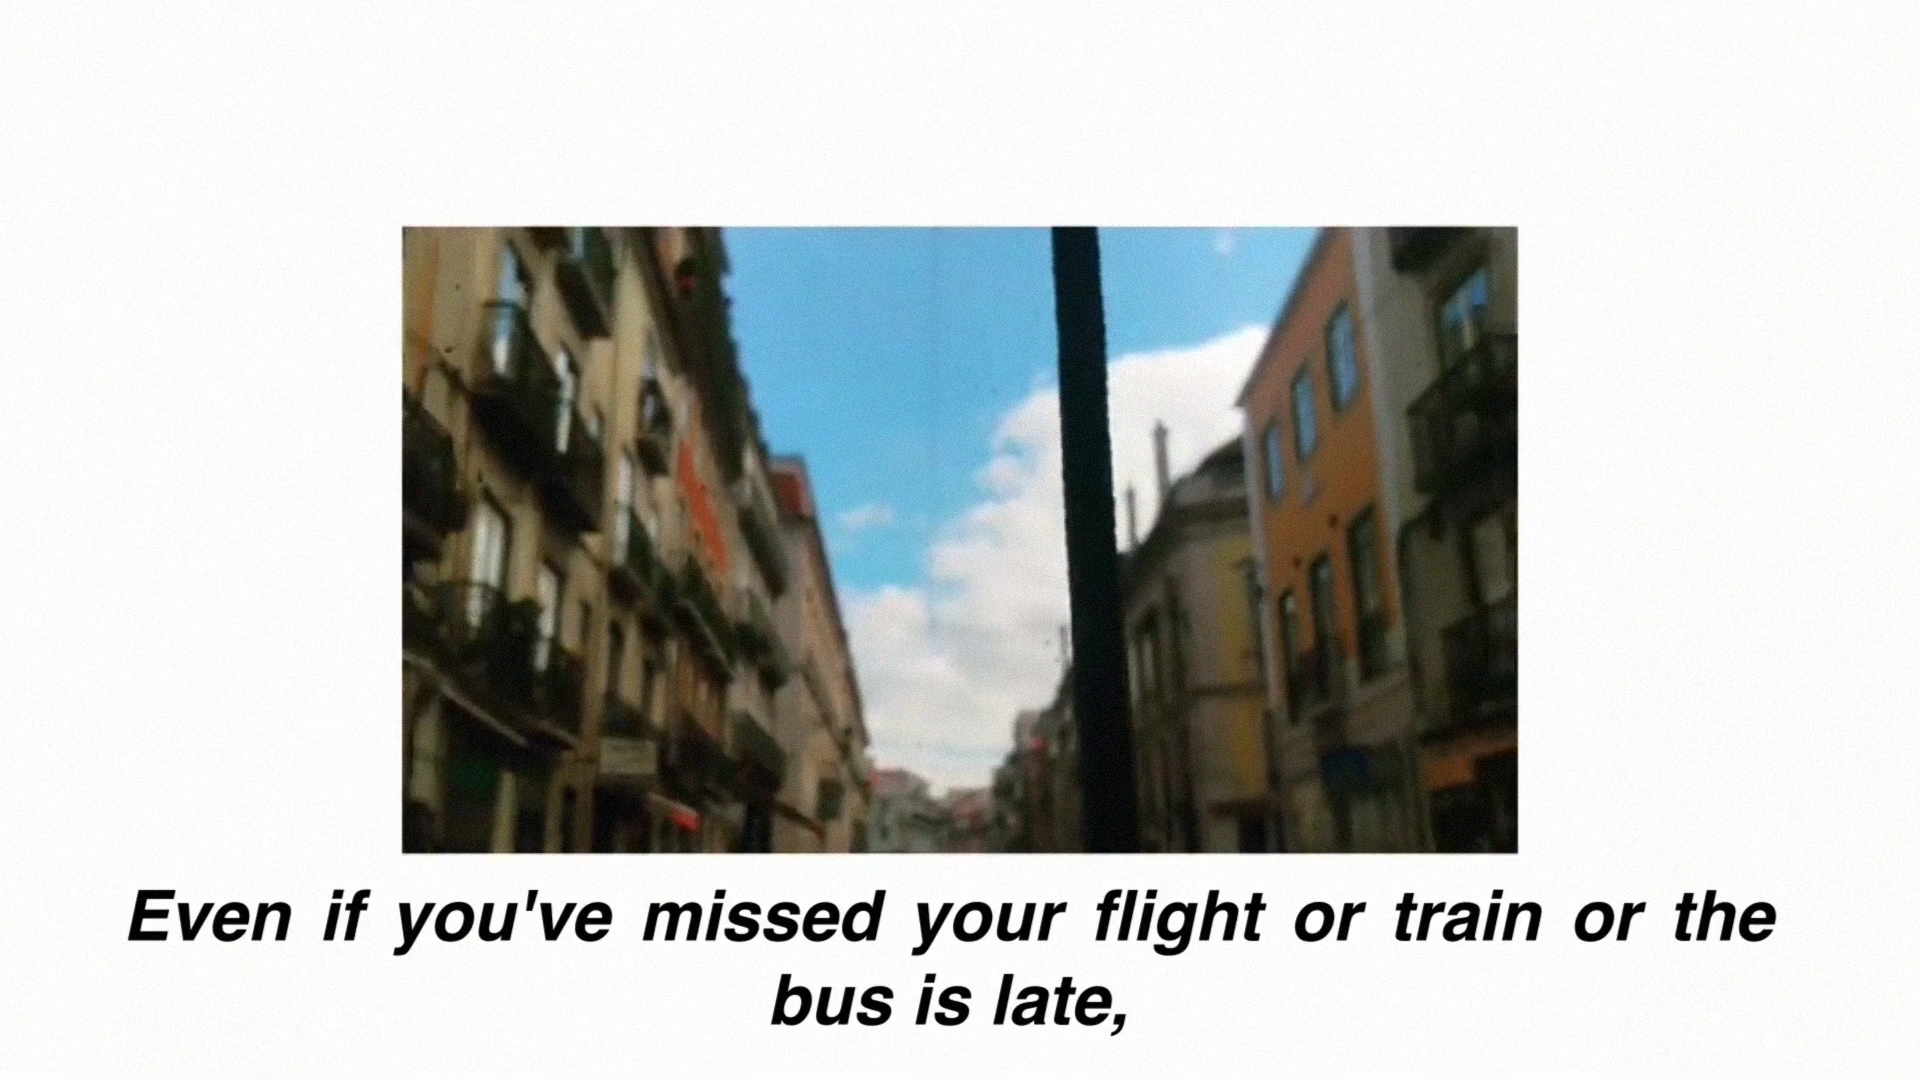 Even if you've missed your flight or train or the
bus is late,